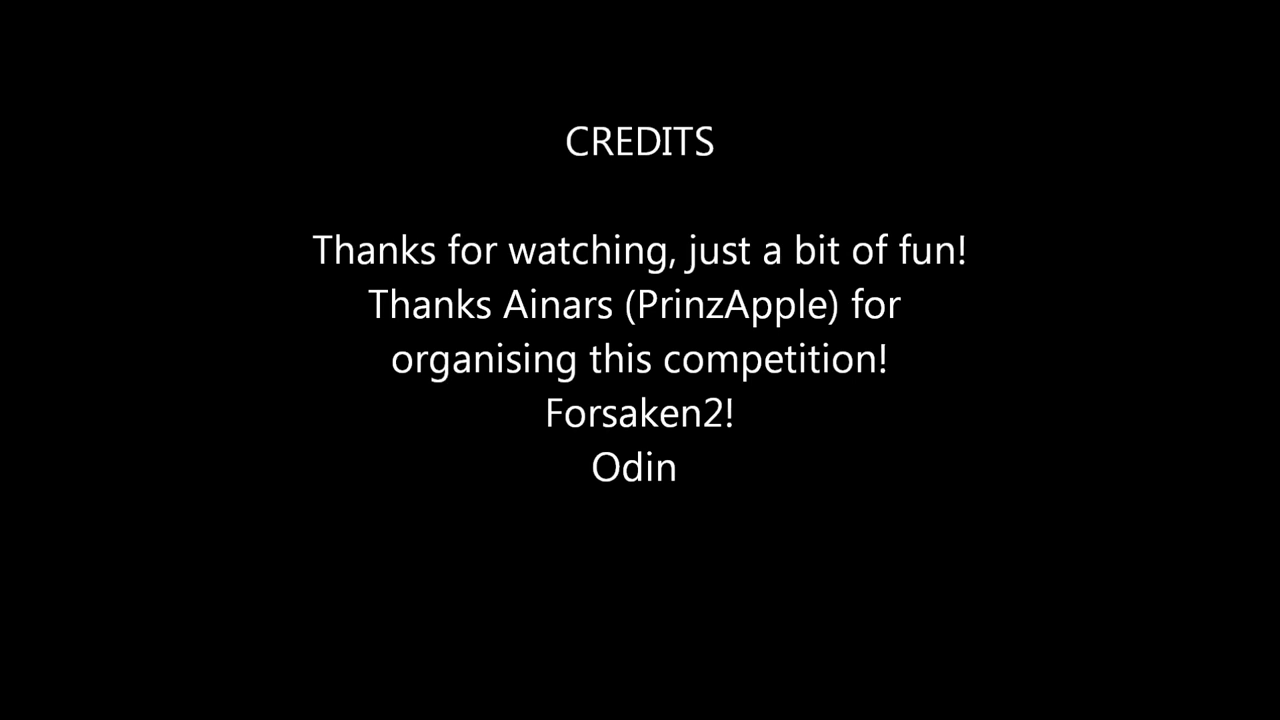 CREDITS
Thanks for watching, just a bit of fun!
Thanks Ainars (PrinzApple) for
organising this competition!
Forsaken2!
Odin